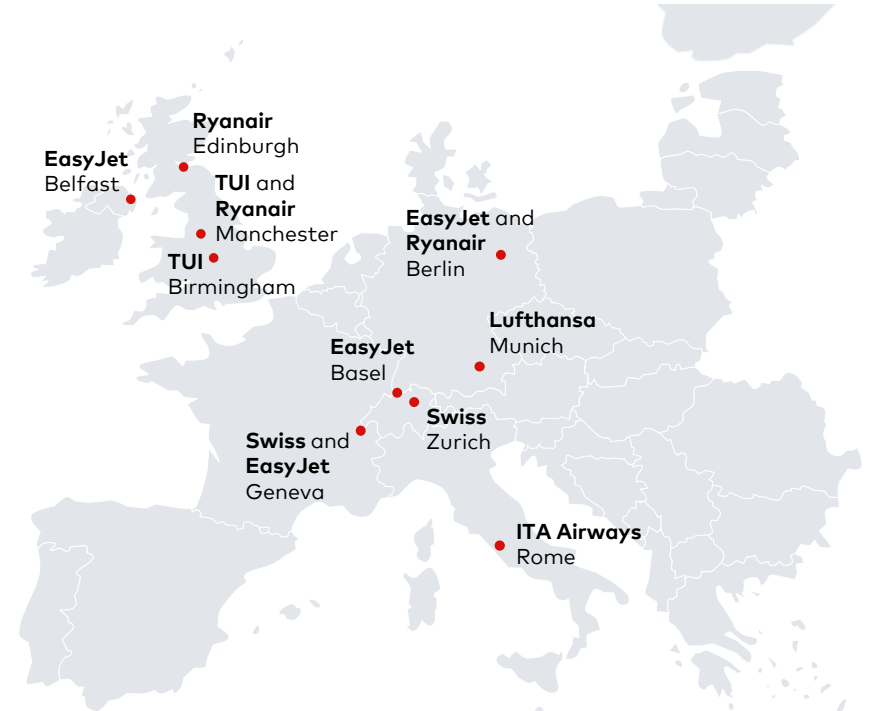 Ryanair
Edinburgh
EasyJet
Belfast
TUI and
Ryanair
Manchester
TUI
Birmingham
EasyJet and
Ryanair
Berlin
Lufthansa
Munich
EasyJet
Basel
Swiss
Zurich
Swiss and
EasyJet
Geneva
ITA Airways
Rome